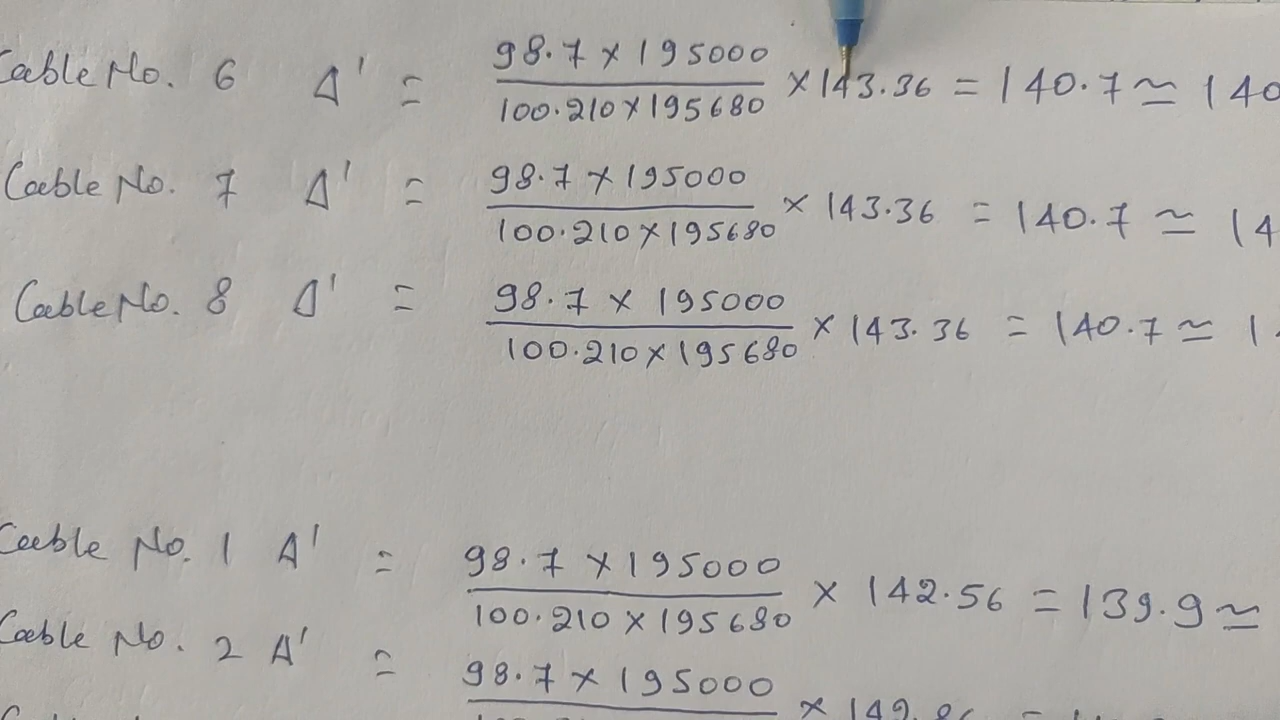 Cable No. 6 Δ' = 98.7 × 195000 / 100.210 × 195680 × 143.36 = 140.7 ≃ 140
Cable No. 7 Δ' = 98.7 × 195000 / 100.210 × 195680 × 143.36 = 140.7 ≃ 14
Cable No. 8 Δ' = 98.7 × 195000 / 100.210 × 195680 × 143.36 = 140.7 ≃ 1
Cable No. 1 Δ' = 98.7 × 195000 / 100.210 × 195680 × 142.56 = 139.9 ≃
Cable No. 2 Δ' = 98.7 × 195000 ×